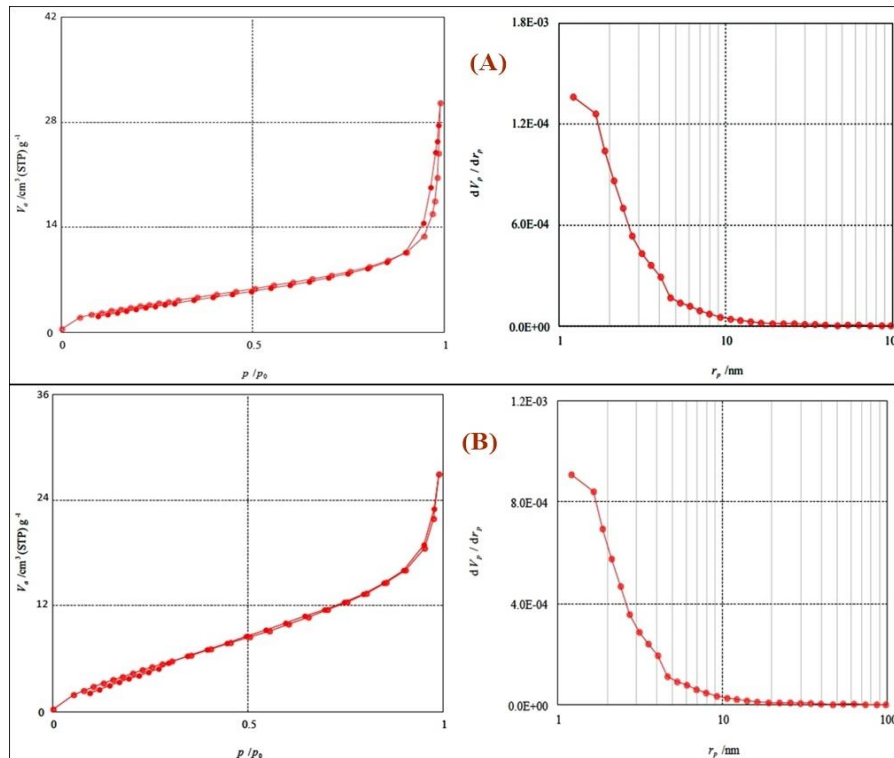 42
28
14
0
0
0.5
1
Vₐ /cm³ (STP) g⁻¹
p /p₀
(A)
1.8E-03
1.2E-04
6.0E-04
0.0E+00
1
10
10
dVₚ / drₚ
rₚ /nm
36
24
12
0
0
0.5
1
Vₐ /cm³ (STP) g⁻¹
p /p₀
(B)
1.2E-03
8.0E-04
4.0E-04
0.0E+00
1
10
100
dVₚ / drₚ
rₚ /nm